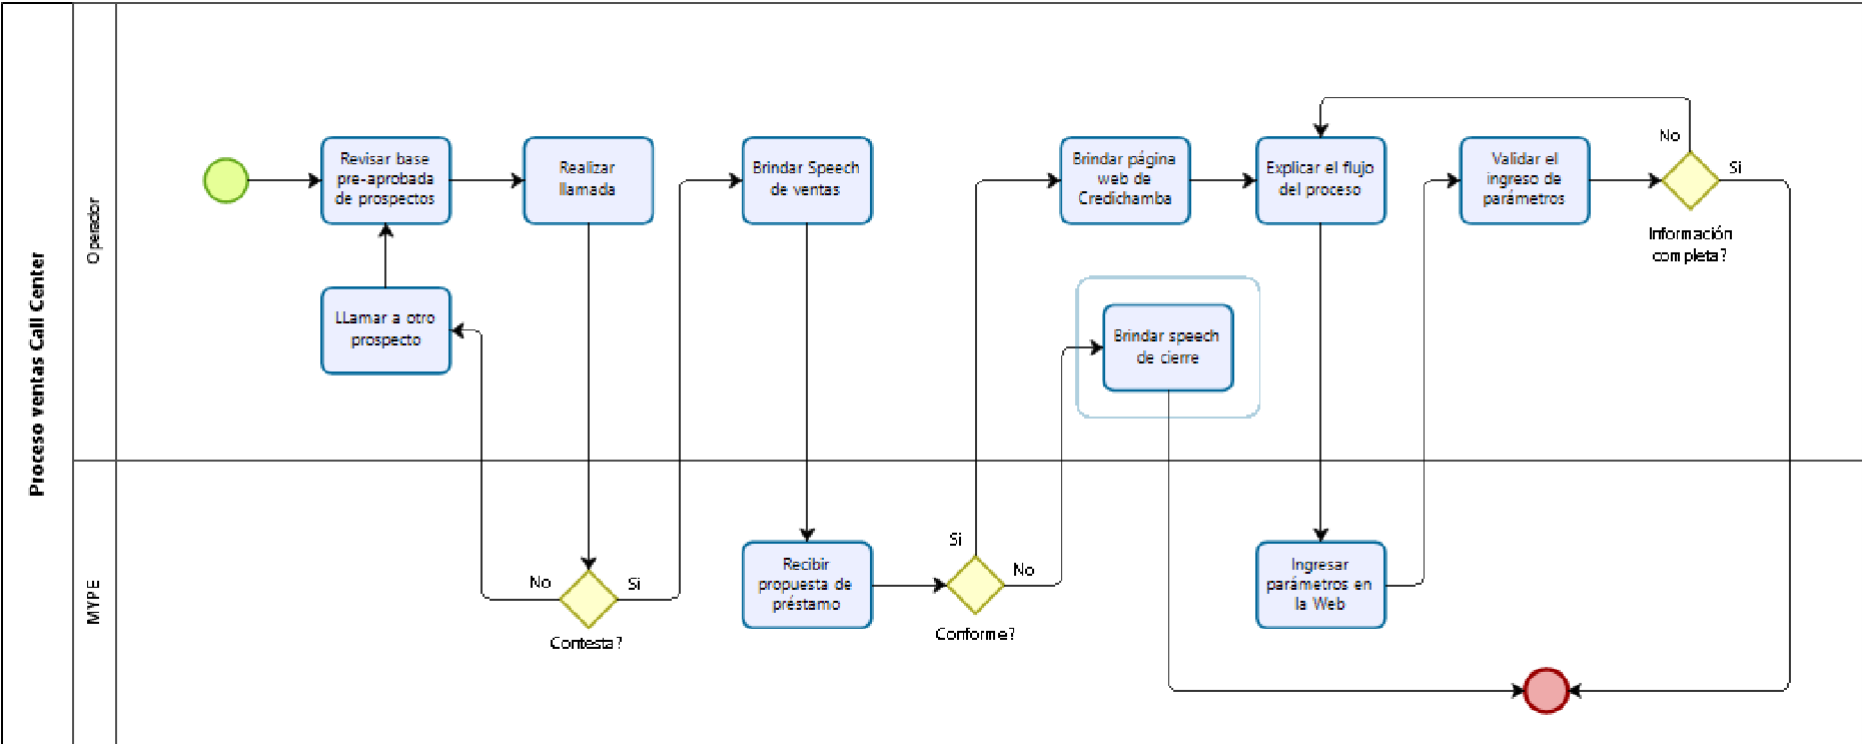 Proceso ventas Call Center
Operador
Revisar base
pre-aprobada
de prospectos
Realizar
llamada
LLamar a otro
prospecto
Brindar Speech
de ventas
Brindar página
web de
Credichamba
Explicar el flujo
del proceso
Validar el
ingreso de
parámetros
No
Si
Información
completa?
Brindar speech
de cierre
MYPE
No
Si
Contesta?
Recibir
propuesta de
préstamo
Si
No
Conforme?
Ingresar
parámetros en
la Web